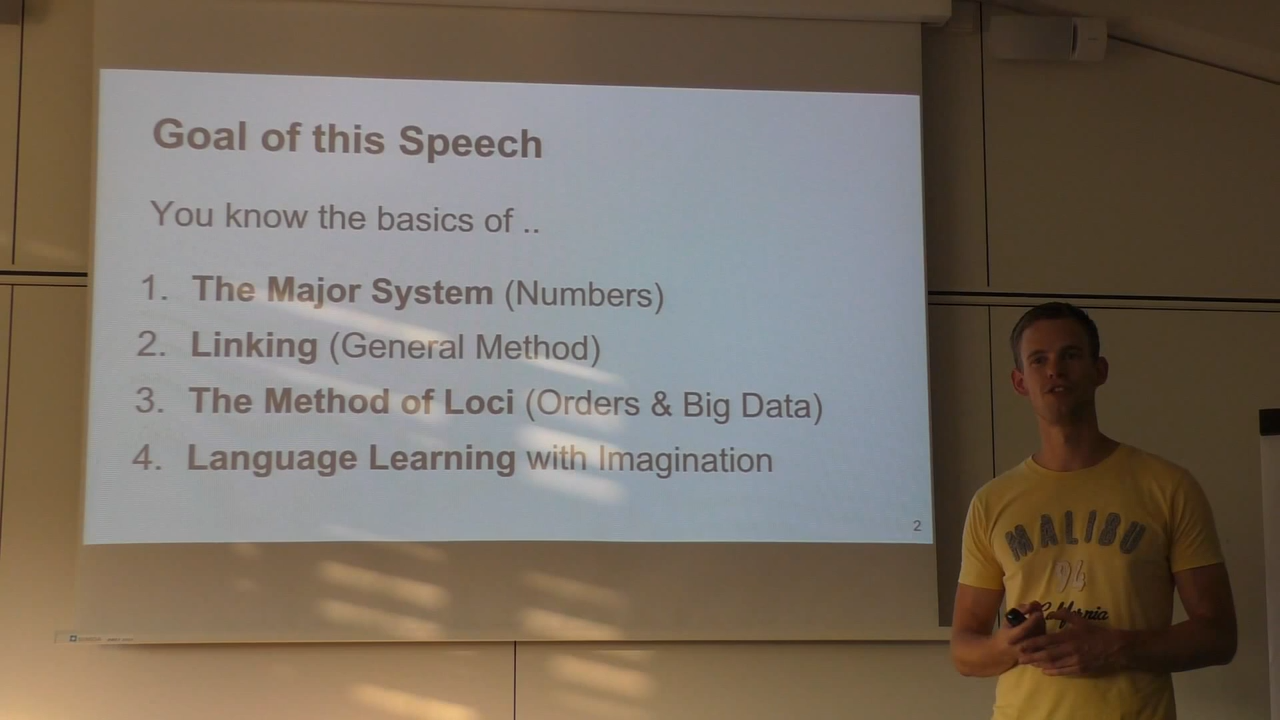 Goal of this Speech
You know the basics of ..
1. The Major System (Numbers)
2. Linking (General Method)
3. The Method of Loci (Orders & Big Data)
4. Language Learning with Imagination
2
MALIBU
94
California